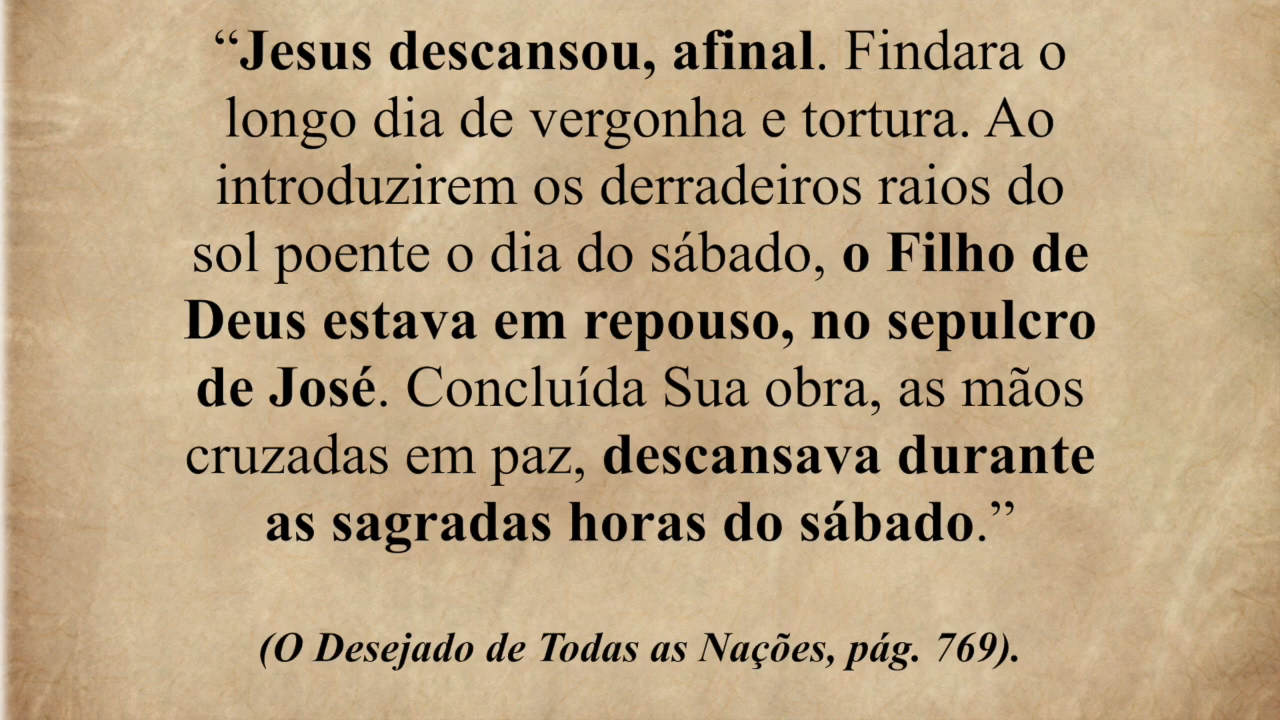 “Jesus descansou, afinal. Findara o
longo dia de vergonha e tortura. Ao
introduzirem os derradeiros raios do
sol poente o dia do sábado, o Filho de
Deus estava em repouso, no sepulcro
de José. Concluída Sua obra, as mãos
cruzadas em paz, descansava durante
as sagradas horas do sábado.”
(O Desejado de Todas as Nações, pág. 769).